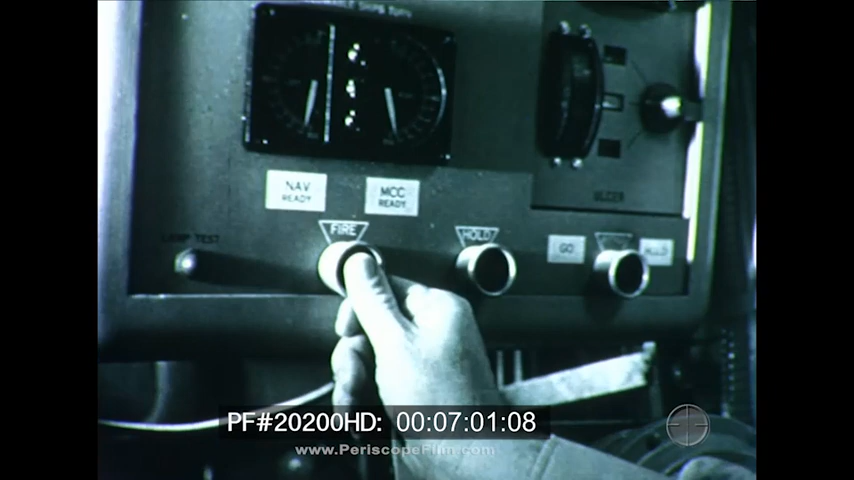 NAV
READY
MCC
READY
FIRE
HOLD
LAMP TEST
GO
HOLD
PF#20200HD: 00:07:01:08
www.PeriscopeFilm.com